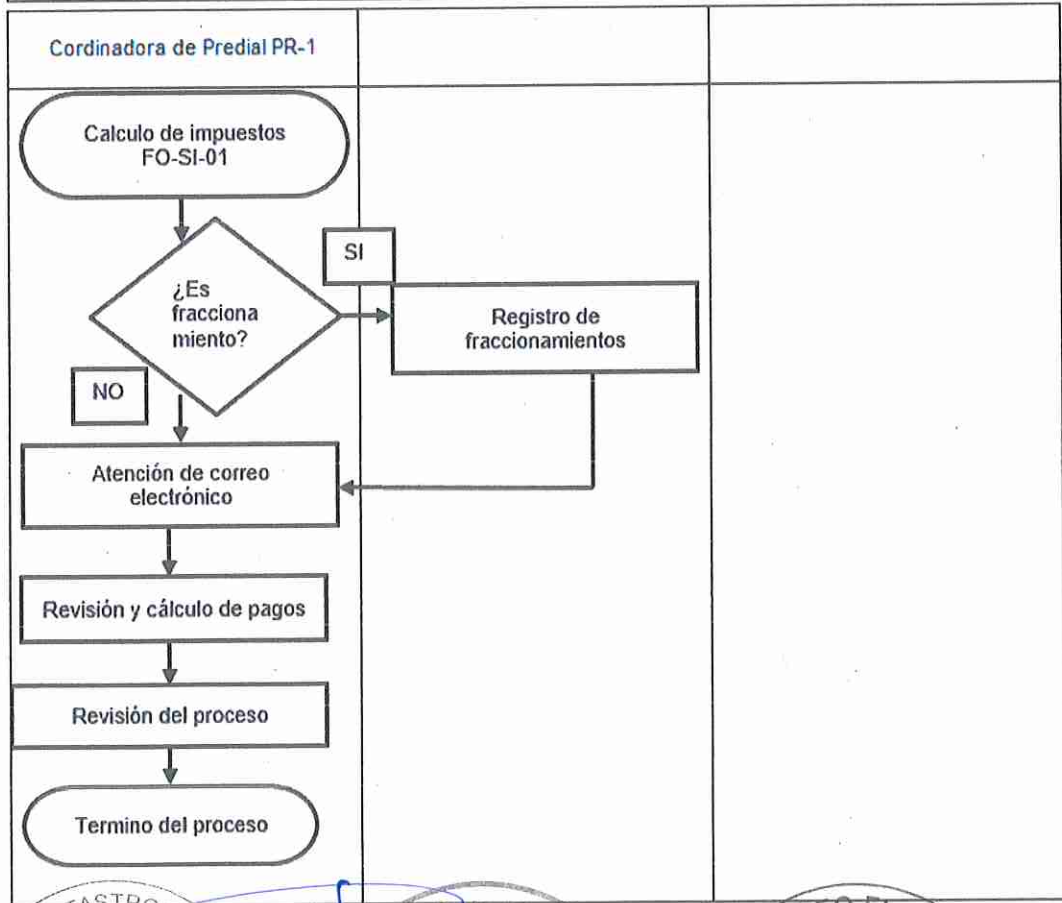 Cordinadora de Predial PR-1
Calculo de impuestos
FO-SI-01
¿Es
fracciona
miento?
SI
Registro de
fraccionamientos
NO
Atención de correo
electrónico
Revisión y cálculo de pagos
Revisión del proceso
Termino del proceso